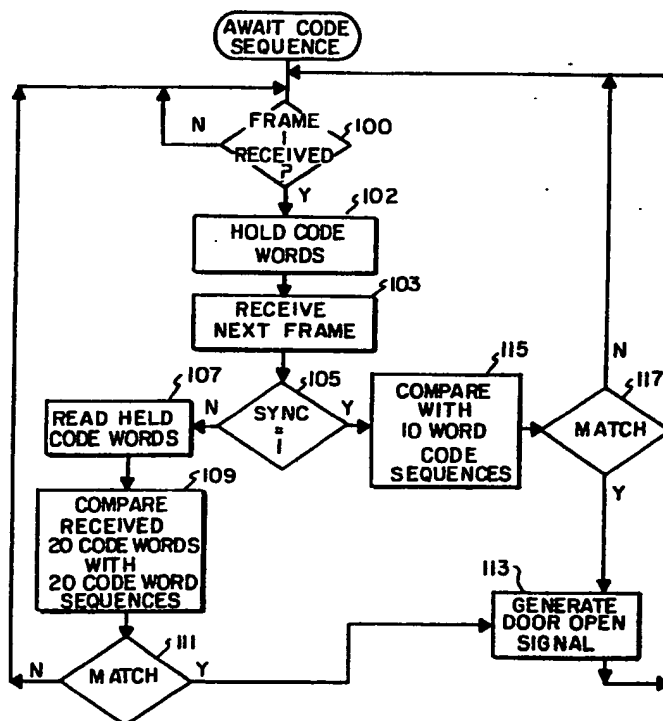 AWAIT CODE
SEQUENCE
100
N
FRAME
1
RECEIVED
?
Y
102
HOLD CODE
WORDS
103
RECEIVE
NEXT FRAME
105
SYNC
=
1
N
Y
107
READ HELD
CODE WORDS
109
COMPARE
RECEIVED
20 CODE WORDS
WITH
20 CODE WORD
SEQUENCES
111
MATCH
N
Y
115
COMPARE
WITH
10 WORD
CODE
SEQUENCES
117
MATCH
N
Y
113
GENERATE
DOOR OPEN
SIGNAL